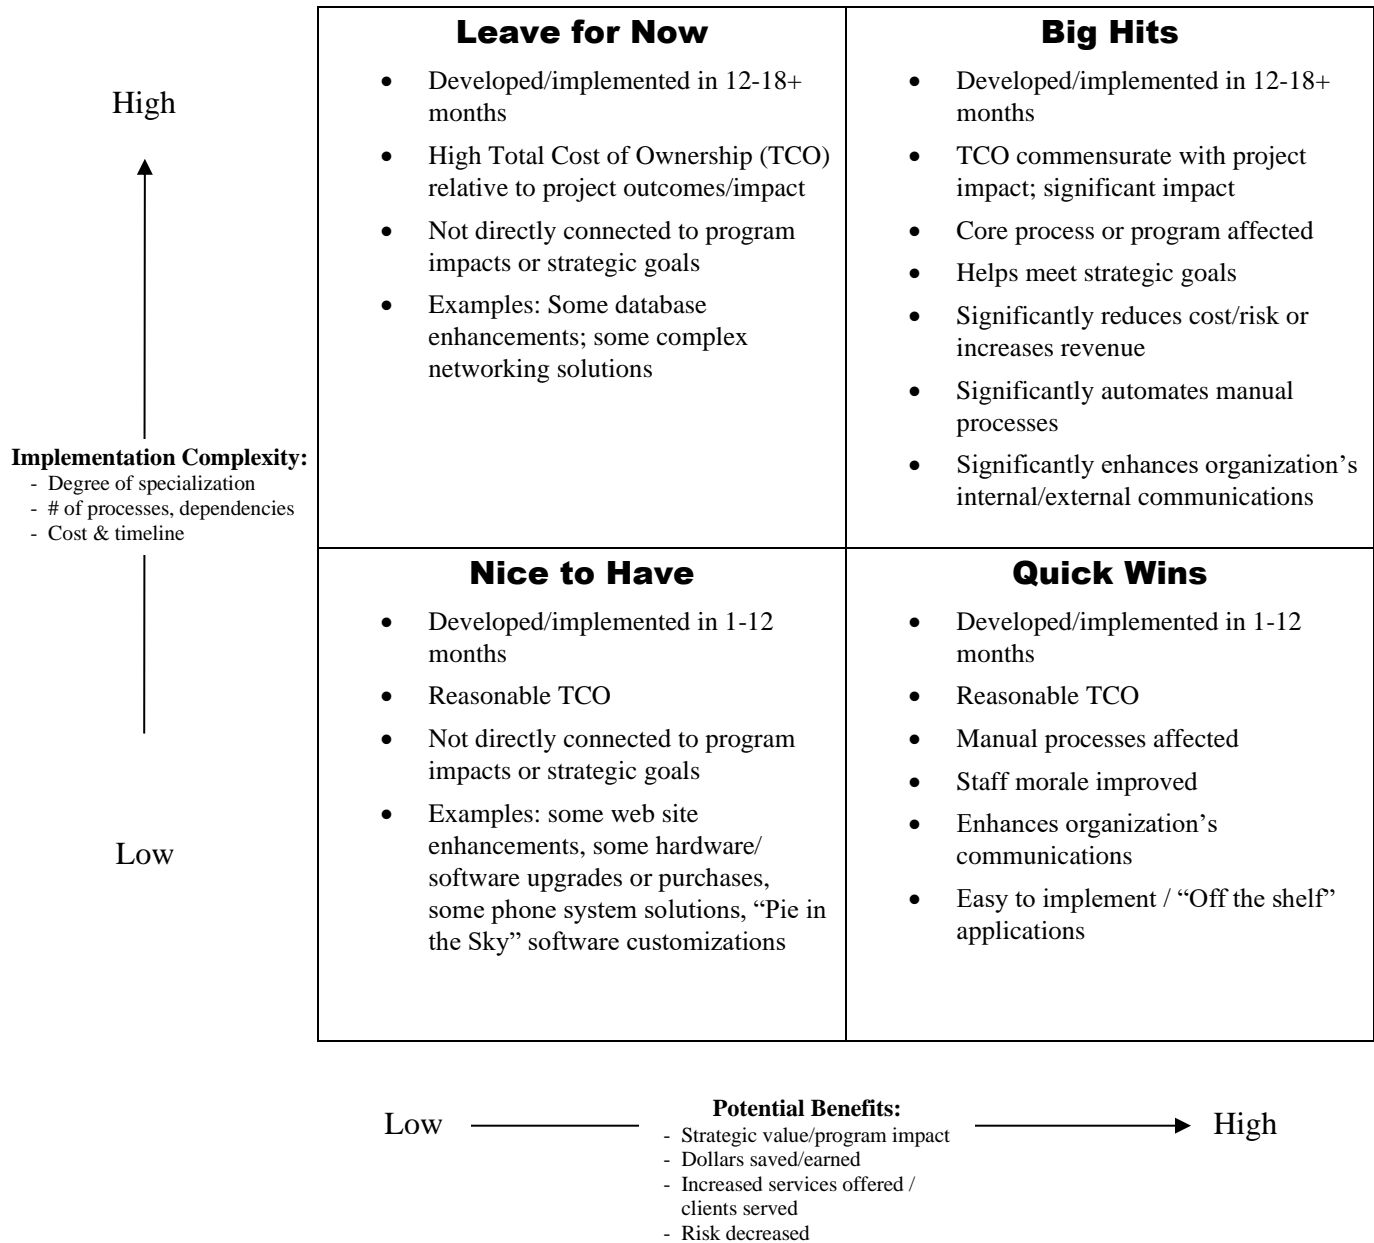 Leave for Now
• Developed/implemented in 12-18+
months
• High Total Cost of Ownership (TCO)
relative to project outcomes/impact
• Not directly connected to program
impacts or strategic goals
• Examples: Some database
enhancements; some complex
networking solutions
Big Hits
• Developed/implemented in 12-18+
months
• TCO commensurate with project
impact; significant impact
• Core process or program affected
• Helps meet strategic goals
• Significantly reduces cost/risk or
increases revenue
• Significantly automates manual
processes
• Significantly enhances organization’s
internal/external communications
High
Implementation Complexity:
- Degree of specialization
- # of processes, dependencies
- Cost & timeline
Low
Nice to Have
• Developed/implemented in 1-12
months
• Reasonable TCO
• Not directly connected to program
impacts or strategic goals
• Examples: some web site
enhancements, some hardware/
software upgrades or purchases,
some phone system solutions, “Pie in
the Sky” software customizations
Quick Wins
• Developed/implemented in 1-12
months
• Reasonable TCO
• Manual processes affected
• Staff morale improved
• Enhances organization’s
communications
• Easy to implement / “Off the shelf”
applications
Low
Potential Benefits:
- Strategic value/program impact
- Dollars saved/earned
- Increased services offered /
clients served
- Risk decreased
High